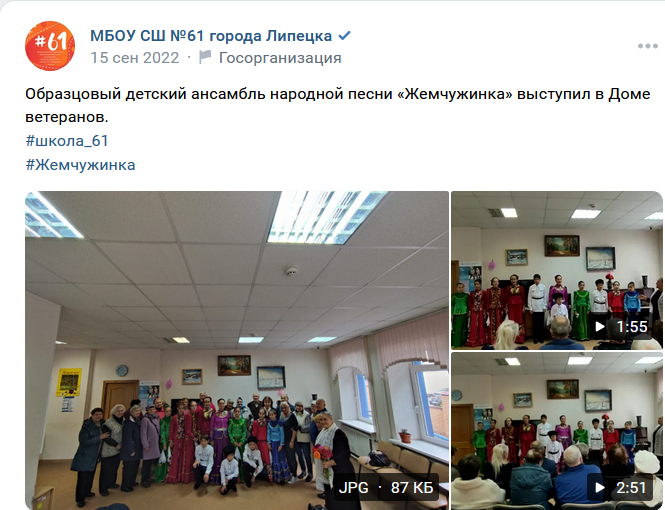 #61
МБОУ СШ №61 города Липецка
15 сен 2022 · Госорганизация
Образцовый детский ансамбль народной песни «Жемчужинка» выступил в Доме
ветеранов.
#школа_61
#Жемчужинка
1:55
JPG · 87 КБ
2:51